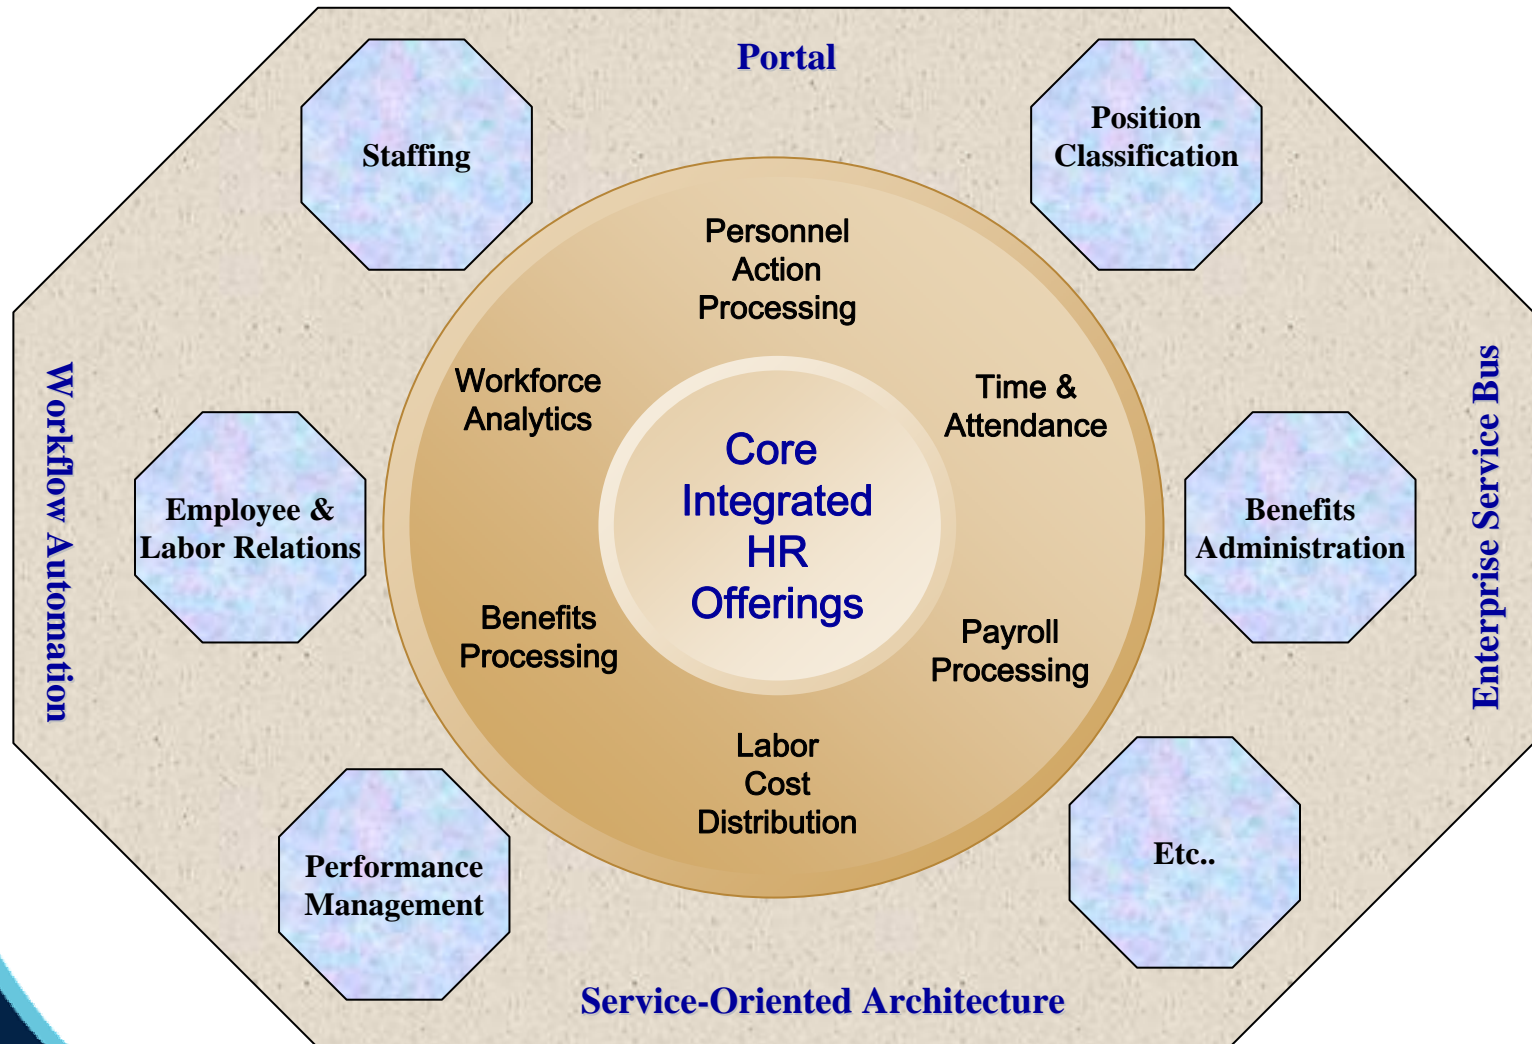 Portal
Staffing
Position
Classification
Personnel
Action
Processing
Workforce
Analytics
Time &
Attendance
Core
Integrated
HR
Offerings
Workflow Automation
Employee &
Labor Relations
Benefits
Administration
Enterprise Service Bus
Benefits
Processing
Payroll
Processing
Labor
Cost
Distribution
Performance
Management
Etc..
Service-Oriented Architecture